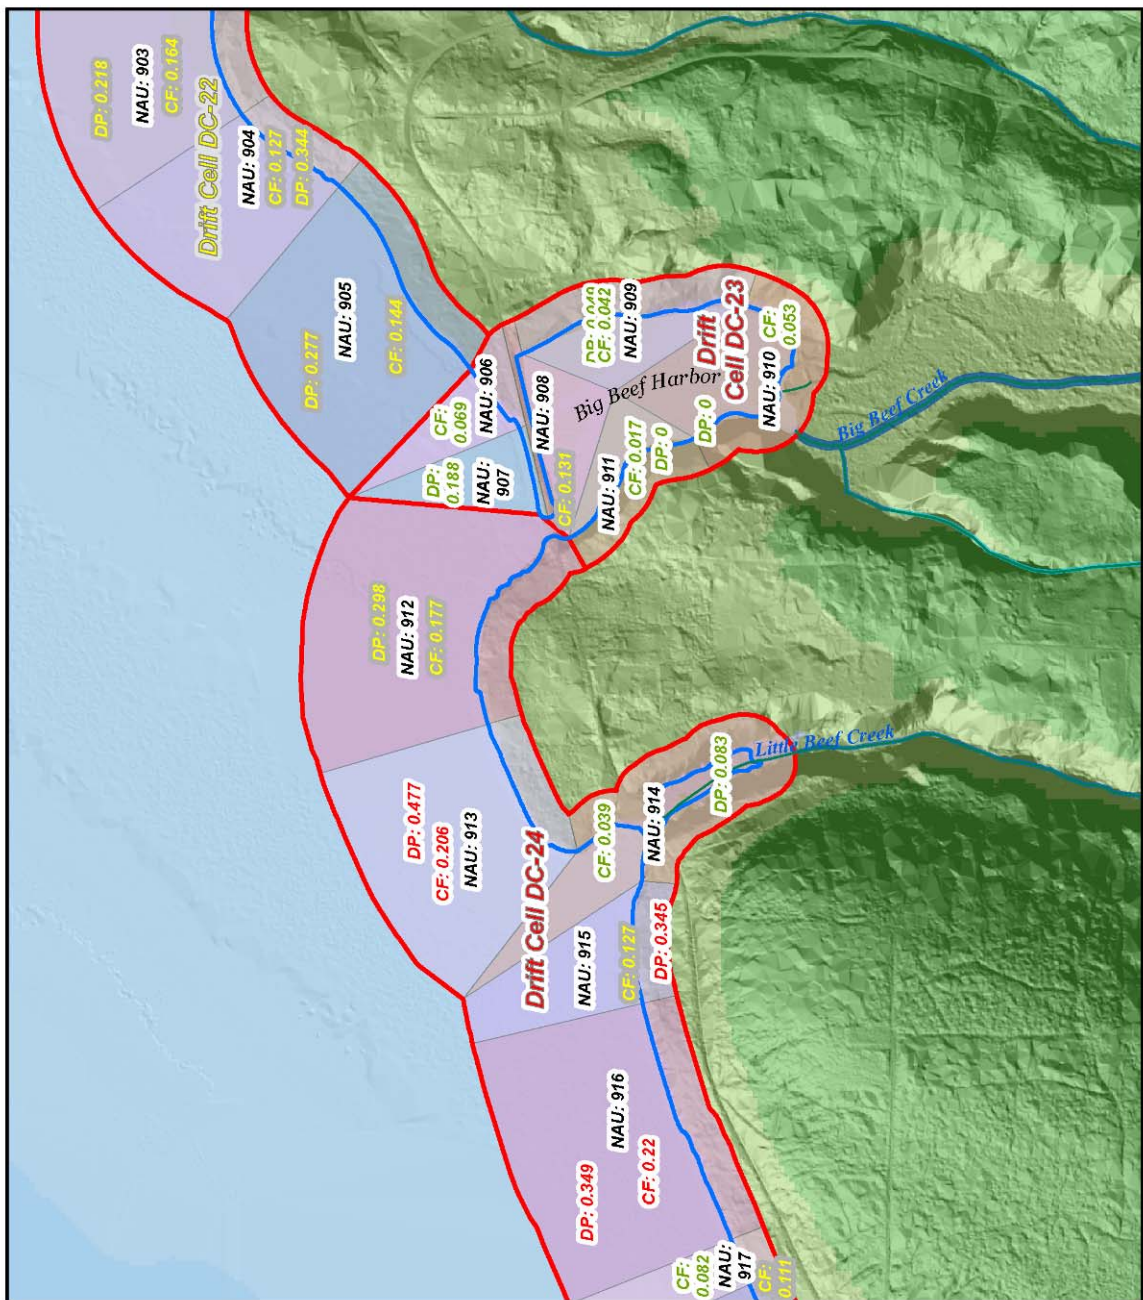 DP: 0.218
NAU: 903
CF: 0.164
Drift Cell DC-22
NAU: 904
CF: 0.127
DP: 0.344
DP: 0.277
NAU: 905
CF: 0.144
CF:
0.069
NAU: 906
DP:
0.188
NAU:
907
NAU: 908
CF: 0.131
CF: 0.042
NAU: 909
Big Beef Harbor
Drift
Cell DC-23
CF:
0.053
NAU: 910
DP: 0
NAU: 911
CF: 0.017
DP: 0
Big Beef Creek
DP: 0.298
NAU: 912
CF: 0.177
DP: 0.477
CF: 0.206
NAU: 913
Drift Cell DC-24
CF: 0.039
NAU: 914
DP: 0.083
Little Beef Creek
NAU: 915
CF: 0.127
DP: 0.345
DP: 0.349
NAU: 916
CF: 0.22
CF:
0.082
NAU:
917
CF:
0.111